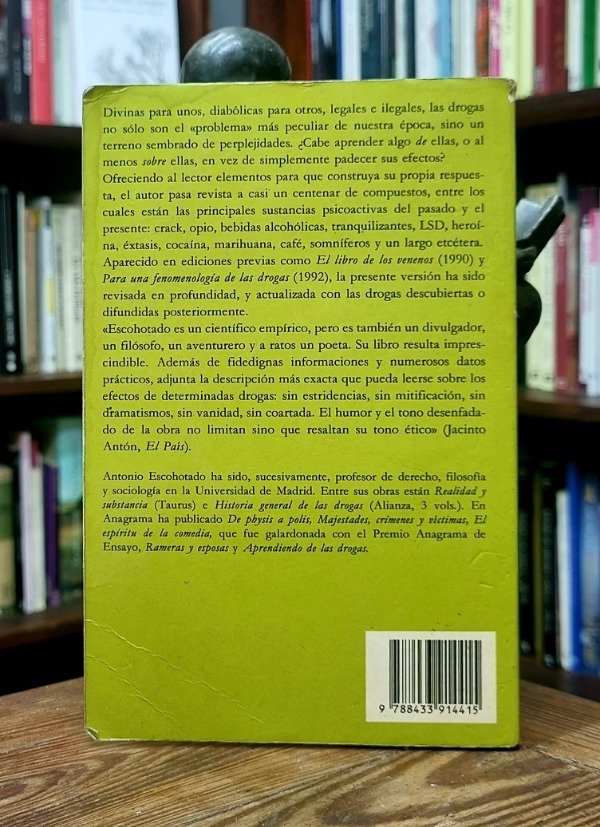 Divinas para unos, diabólicas para otros, legales e ilegales, las drogas
no sólo son el «problema» más peculiar de nuestra época, sino un
terreno sembrado de perplejidades. ¿Cabe aprender algo de ellas, o al
menos sobre ellas, en vez de simplemente padecer sus efectos?
Ofreciendo al lector elementos para que construya su propia respues-
ta, el autor pasa revista a casi un centenar de compuestos, entre los
cuales están las principales sustancias psicoactivas del pasado y el
presente: crack, opio, bebidas alcohólicas, tranquilizantes, LSD, heroí-
na, éxtasis, cocaína, marihuana, café, somníferos y un largo etcétera.
Aparecido en ediciones previas como El libro de los venenos (1990) y
Para una fenomenología de las drogas (1992), la presente versión ha sido
revisada en profundidad, y actualizada con las drogas descubiertas o
difundidas posteriormente.
«Escohotado es un científico empírico, pero es también un divulgador,
un filósofo, un aventurero y a ratos un poeta. Su libro resulta impres-
cindible. Además de fidedignas informaciones y numerosos datos
prácticos, adjunta la descripción más exacta que pueda leerse sobre los
efectos de determinadas drogas: sin estridencias, sin mitificación, sin
dramatismos, sin vanidad, sin coartada. El humor y el tono desenfada-
do de la obra no limitan sino que resaltan su tono ético» (Jacinto
Antón, El País).
Antonio Escohotado ha sido, sucesivamente, profesor de derecho, filosofía
y sociología en la Universidad de Madrid. Entre sus obras están Realidad y
substancia (Taurus) e Historia general de las drogas (Alianza, 3 vols.). En
Anagrama ha publicado De physis a polis, Majestades, crímenes y víctimas, El
espíritu de la comedia, que fue galardonada con el Premio Anagrama de
Ensayo, Rameras y esposas y Aprendiendo de las drogas.
9 788433 914415